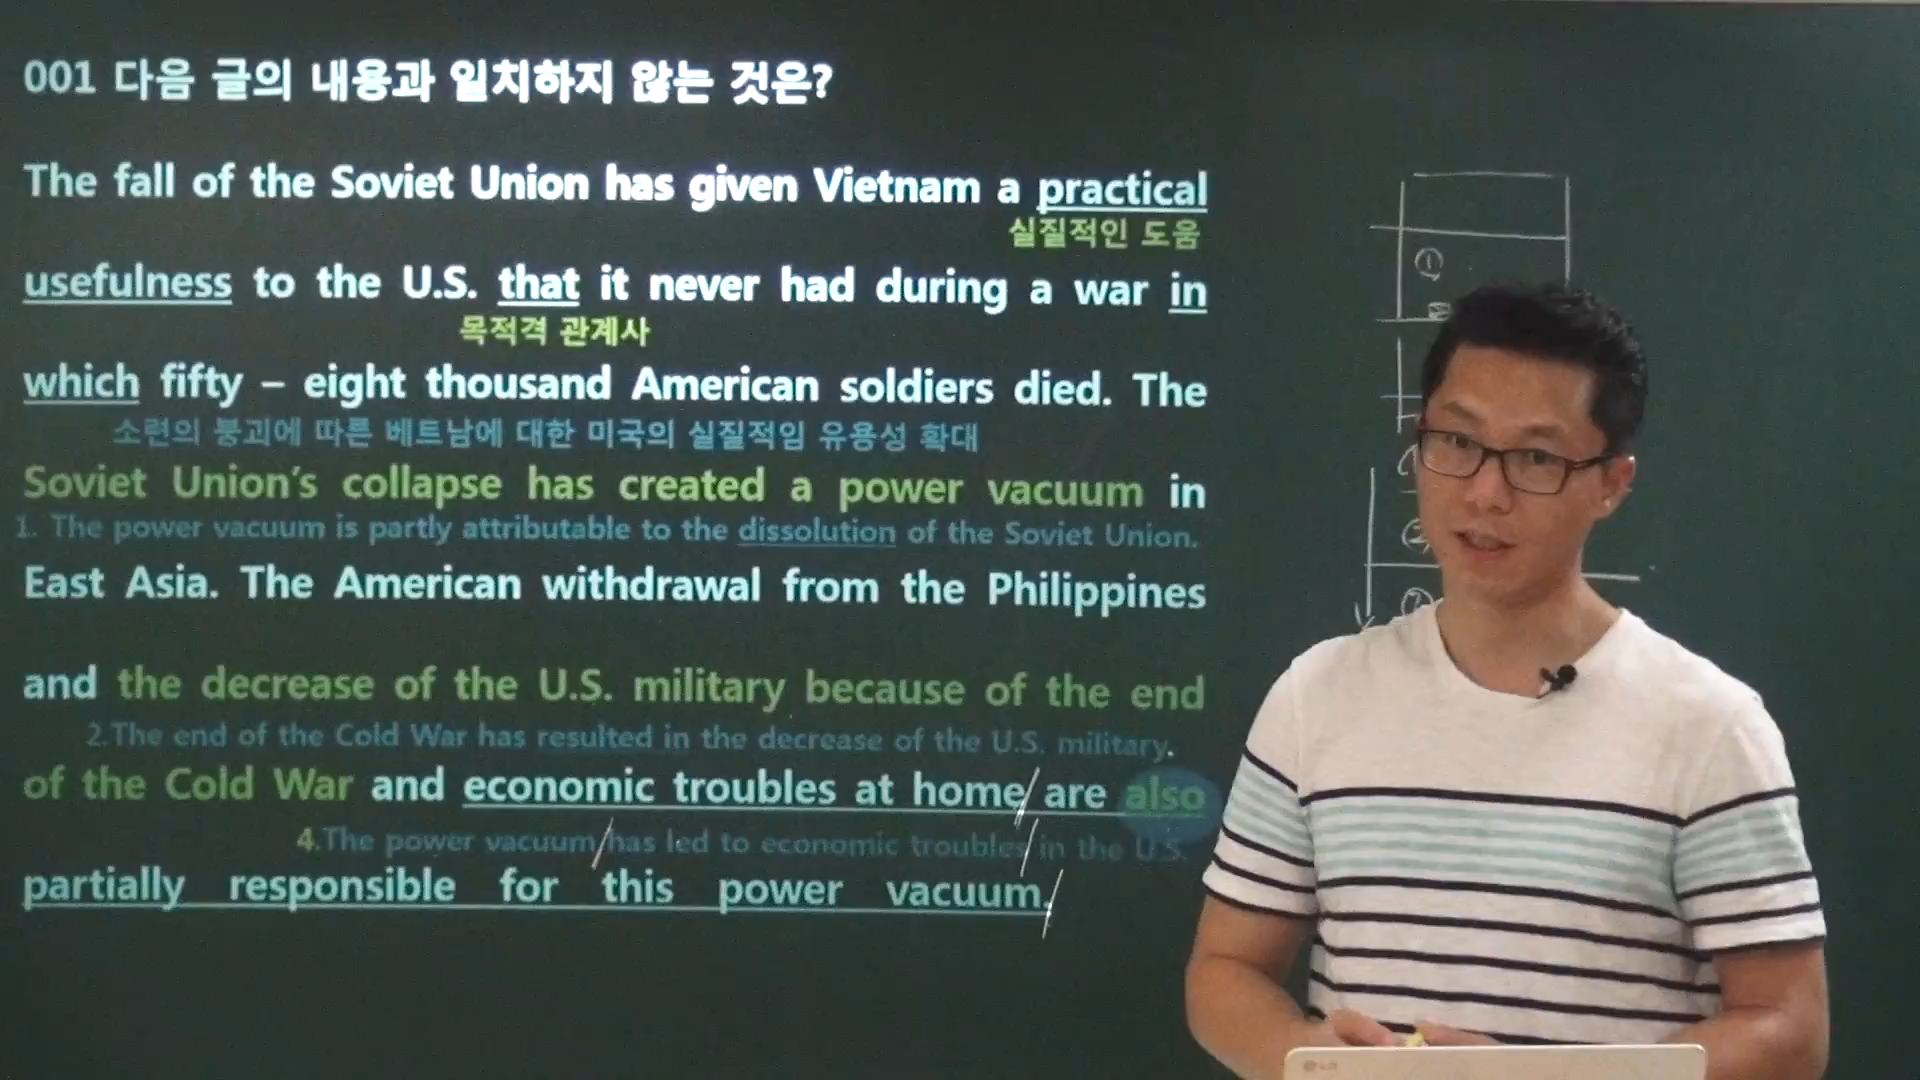 001 다음 글의 내용과 일치하지 않는 것은?
The fall of the Soviet Union has given Vietnam a practical
실질적인 도움
usefulness to the U.S. that it never had during a war in
목적격 관계사
which fifty – eight thousand American soldiers died. The
소련의 붕괴에 따른 베트남에 대한 미국의 실질적임 유용성 확대
Soviet Union's collapse has created a power vacuum in
1. The power vacuum is partly attributable to the dissolution of the Soviet Union.
East Asia. The American withdrawal from the Philippines
and the decrease of the U.S. military because of the end
2.The end of the Cold War has resulted in the decrease of the U.S. military.
of the Cold War and economic troubles at home are also
4.The power vacuum has led to economic troubles in the U.S.
partially responsible for this power vacuum.
①
②